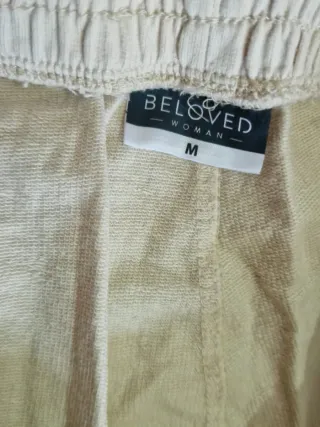 BELOVED
— WOMAN —
M